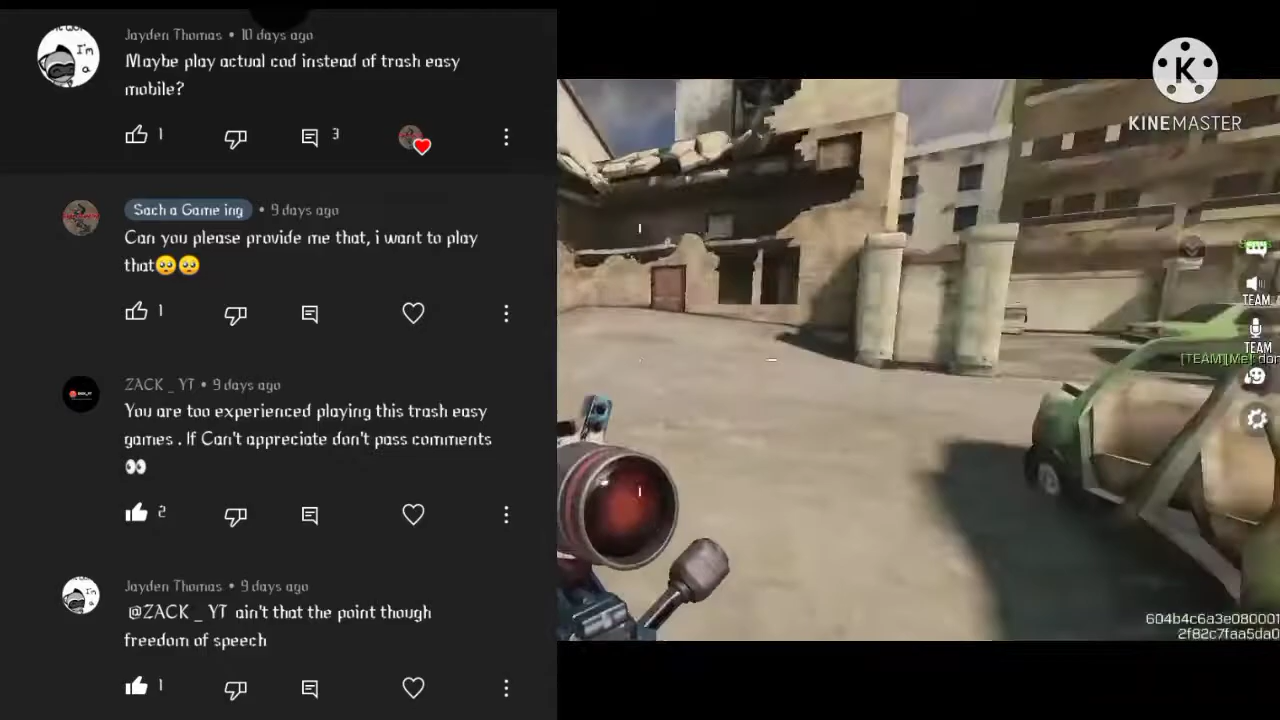 Jayden Thomas • 10 days ago
Maybe play actual cod instead of trash easy
mobile?
1
3
Sach a Game ing • 9 days ago
Can you please provide me that, i want to play
that🥺🥺
1
ZACK _ YT • 9 days ago
You are too experienced playing this trash easy
games . If Can't appreciate don't pass comments
👀
2
Jayden Thomas • 9 days ago
@ZACK _ YT ain't that the point though
freedom of speech
1
I'm
a
K
KINEMASTER
TEAM
TEAM
[TEAM][Me]: don
604b4c6a3e080001
2f82c7faa5da0